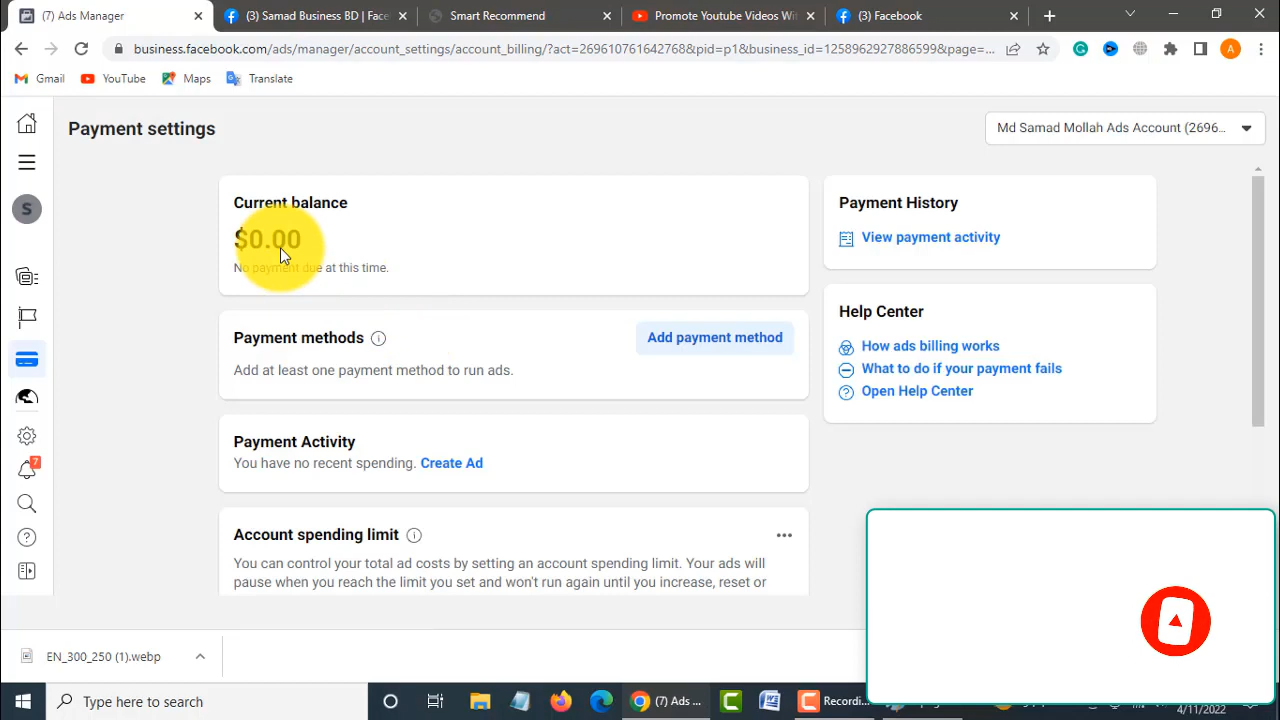 (7) Ads Manager
(3) Samad Business BD | Face
Smart Recommend
Promote Youtube Videos Wit
(3) Facebook
business.facebook.com/ads/manager/account_settings/account_billing/?act=269610761642768&pid=p1&business_id=1258962927886599&page=...
A
Gmail
YouTube
Maps
Translate
Payment settings
Md Samad Mollah Ads Account (2696...
S
Current balance
$0.00
No payment due at this time.
Payment History
View payment activity
Payment methods
Add payment method
Add at least one payment method to run ads.
Help Center
How ads billing works
What to do if your payment fails
Open Help Center
Payment Activity
You have no recent spending. Create Ad
7
Account spending limit
You can control your total ad costs by setting an account spending limit. Your ads will
pause when you reach the limit you set and won't run again until you increase, reset or
EN_300_250 (1).webp
Type here to search
(7) Ads ...
Recordi...
4/11/2022